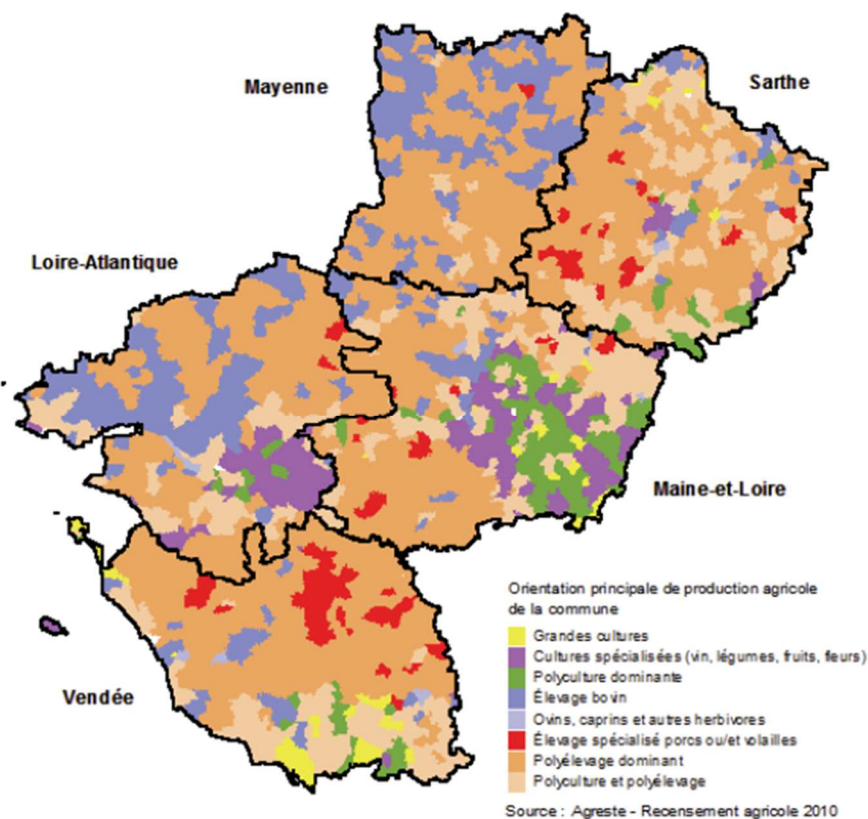 Mayenne
Sarthe
Loire-Atlantique
Maine-et-Loire
Vendée
Orientation principale de production agricole
de la commune
Grandes cultures
Cultures spécialisées (vin, légumes, fruits, fleurs)
Polyculture dominante
Élevage bovin
Ovins, caprins et autres herbivores
Élevage spécialisé porcs ou/et volailles
Polyélevage dominant
Polyculture et polyélevage
Source : Agreste - Recensement agricole 2010